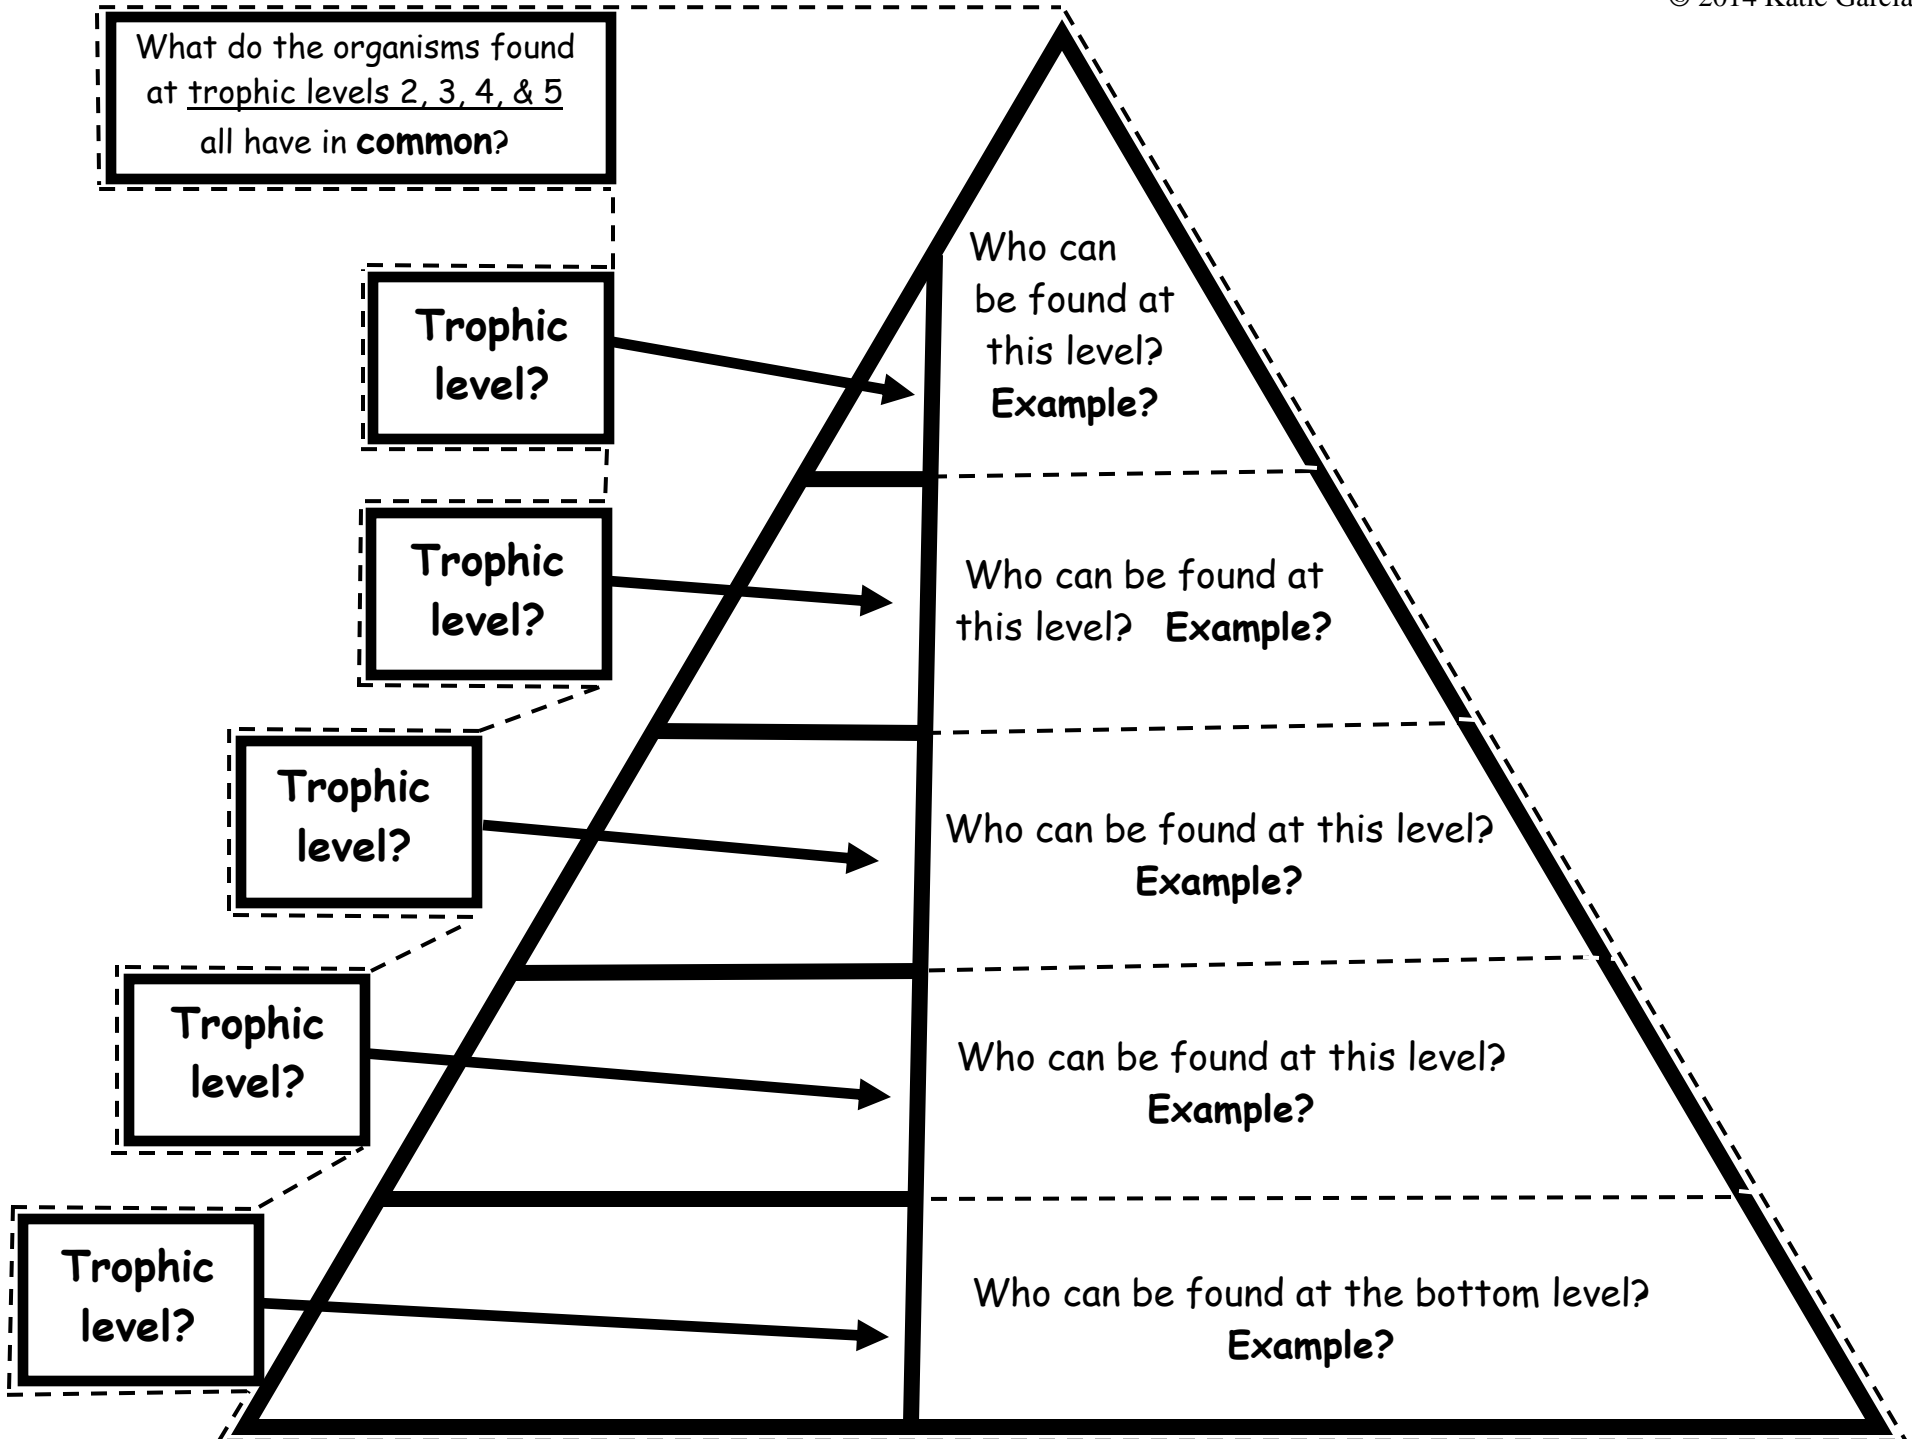 © 2014 Katie Garcia
What do the organisms found
at trophic levels 2, 3, 4, & 5
all have in common?
Who can
be found at
this level?
Example?
Trophic
level?
Trophic
level?
Who can be found at
this level? Example?
Trophic
level?
Who can be found at this level?
Example?
Trophic
level?
Who can be found at this level?
Example?
Trophic
level?
Who can be found at the bottom level?
Example?